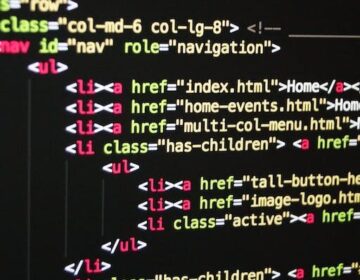 ="row">
class="col-md-6 col-lg-8"> <!--
nav id="nav" role="navigation">
<ul>
<li><a href="index.html">Home</a><
<li><a href="home-events.html">Hom
<li><a href="multi-col-menu.html">
<li class="has-children"> <a href=
<ul>
<li><a href="tall-button-he
<li><a href="image-logo.htm
<li class="active"><a href=
</ul>
</li>
<li class="has-children"> <a href=